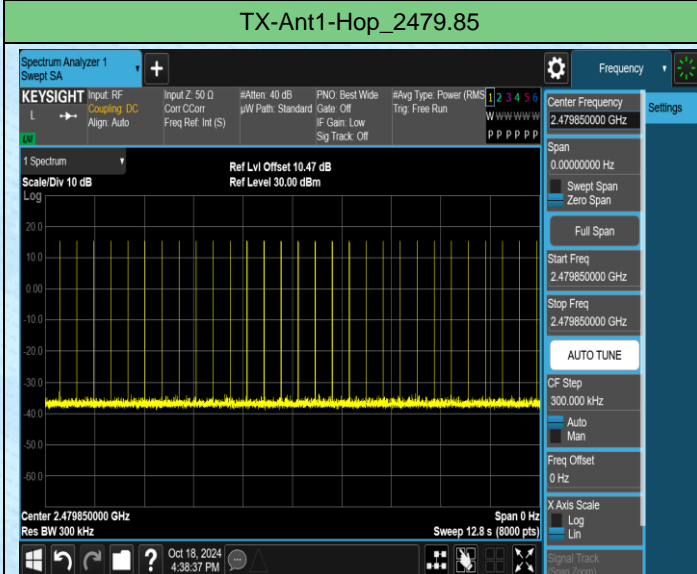 TX-Ant1-Hop_2479.85
Spectrum Analyzer 1
Swept SA
Frequency
KEYSIGHT
L
LXI
Input: RF
Coupling: DC
Align: Auto
Input Z: 50 Ω
Corr CCorr
Freq Ref: Int (S)
#Atten: 40 dB
µW Path: Standard
PNO: Best Wide
Gate: Off
IF Gain: Low
Sig Track: Off
#Avg Type: Power (RMS
Trig: Free Run
1 2 3 4 5 6
W W W W W W
P P P P P P
1 Spectrum
Scale/Div 10 dB
Ref Lvl Offset 10.47 dB
Ref Level 30.00 dBm
Log
20.0
10.0
0.00
-10.0
-20.0
-30.0
-40.0
-50.0
-60.0
Center 2.479850000 GHz
Res BW 300 kHz
Span 0 Hz
Sweep 12.8 s (8000 pts)
Oct 18, 2024
4:38:37 PM
Center Frequency
2.479850000 GHz
Settings
Span
0.00000000 Hz
Swept Span
Zero Span
Full Span
Start Freq
2.479850000 GHz
Stop Freq
2.479850000 GHz
AUTO TUNE
CF Step
300.000 kHz
Auto
Man
Freq Offset
0 Hz
X Axis Scale
Log
Lin
Signal Track
(Span Zoom)